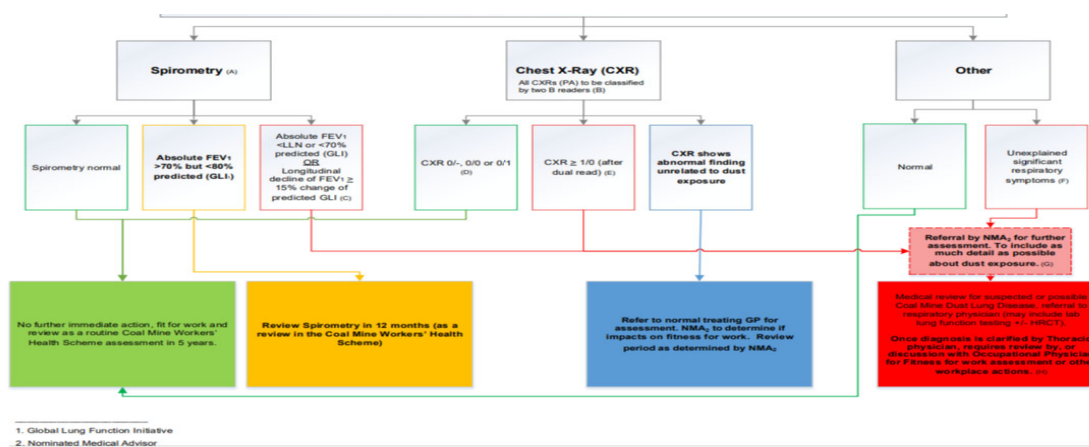 Spirometry (A)
Chest X-Ray (CXR)
All CXRs (PA) to be classified
by two B readers (B)
Other
Spirometry normal
Absolute FEV1
>70% but <80%
predicted (GLI1)
Absolute FEV1
<LLN or <70%
predicted (GLI)
OR
Longitudinal
decline of FEV1 ≥
15% change of
predicted GLI (C)
CXR 0/-, 0/0 or 0/1
(D)
CXR ≥ 1/0 (after
dual read) (E)
CXR shows
abnormal finding
unrelated to dust
exposure
Normal
Unexplained
significant
respiratory
symptoms (F)
Referral by NMA2 for further
assessment. To include as
much detail as possible
about dust exposure. (G)
No further immediate action, fit for work and
review as a routine Coal Mine Workers'
Health Scheme assessment in 5 years.
Review Spirometry in 12 months (as a
review in the Coal Mine Workers' Health
Scheme)
Refer to normal treating GP for
assessment. NMA2 to determine if
impacts on fitness for work. Review
period as determined by NMA2
Medical review for suspected or possible
Coal Mine Dust Lung Disease, referral to
respiratory physician (may include lab
lung function testing +/- HRCT).
Once diagnosis is clarified by Thoracic
physician, requires review by, or
discussion with Occupational Physician
for Fitness for work assessment or other
workplace actions. (H)
1. Global Lung Function Initiative
2. Nominated Medical Advisor